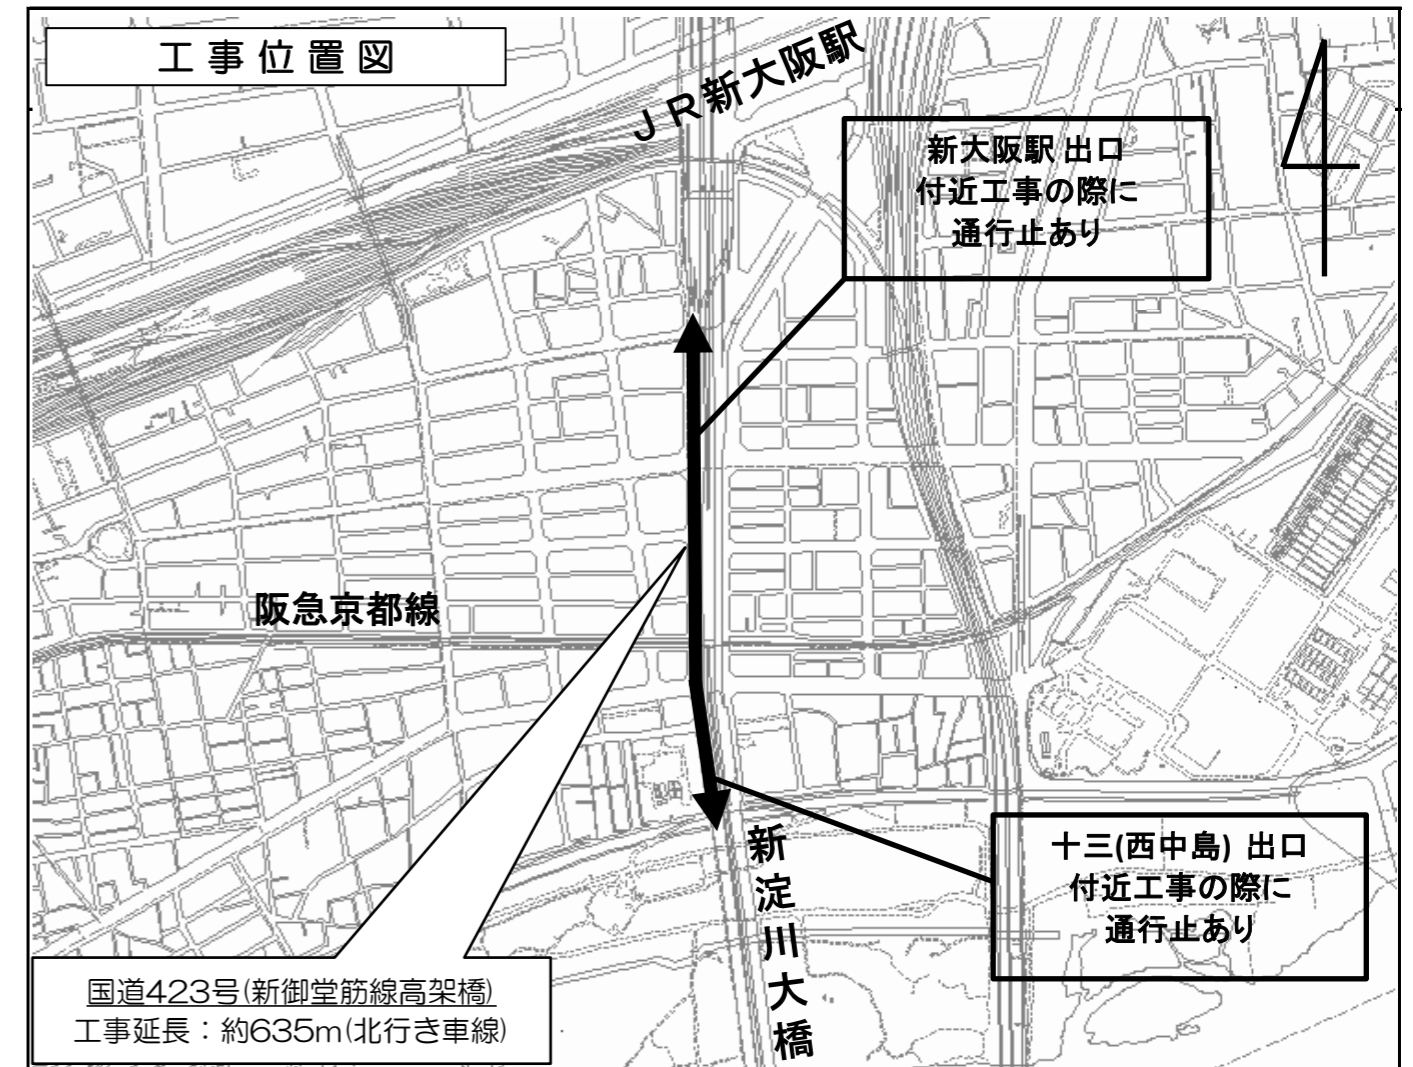 工事位置図
JR新大阪駅
新大阪駅 出口
付近工事の際に
通行止あり
阪急京都線
新淀川大橋
十三(西中島) 出口
付近工事の際に
通行止あり
国道423号(新御堂筋線高架橋)
工事延長：約635m(北行き車線)